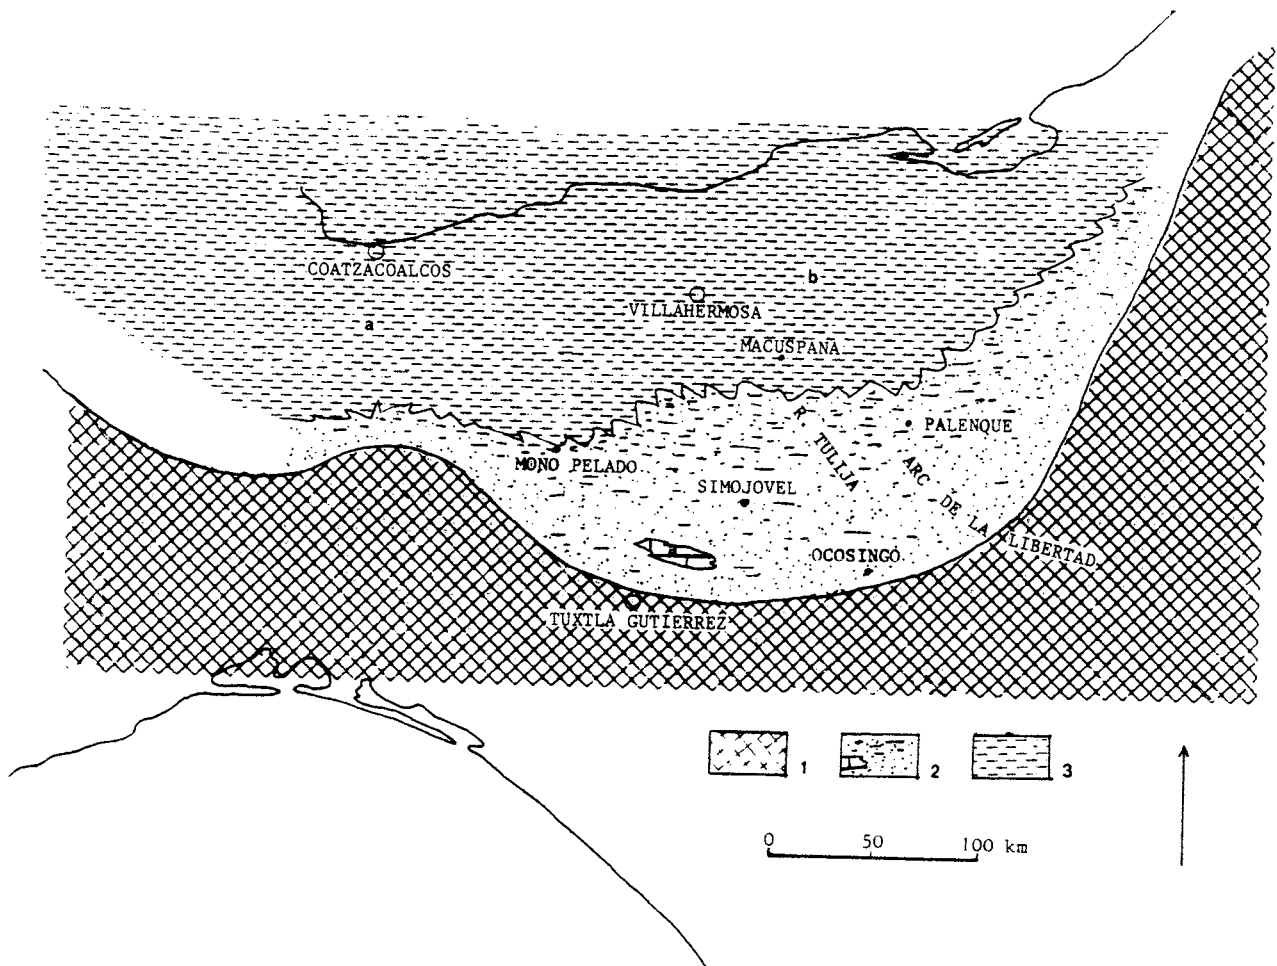 COATZACOALCOS
b
VILLAHERMOSA
a
MACUSPANA
R. TULIJA
PALENQUE
MONO PELADO
ARC DE LA LIBERTAD
SIMOJOVEL
OCOSINGO
TUXTLA GUTIERREZ
1 2 3
0 50 100 km